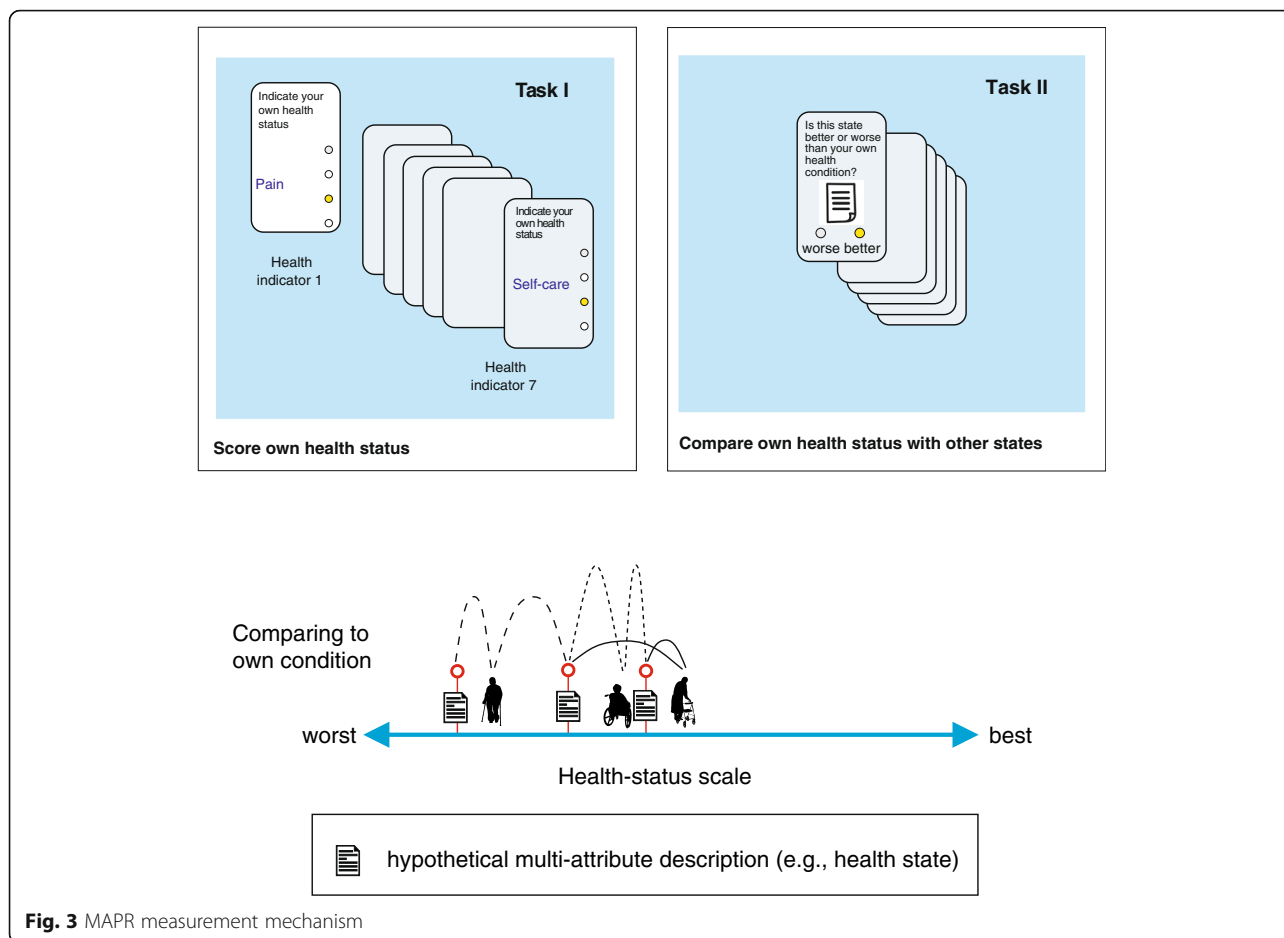 Task I
Indicate your
own health
status
Pain
Health
indicator 1
Indicate your
own health
status
Self-care
Health
indicator 7
Score own health status
Task II
Is this state
better or worse
than your own
health
condition?
worse better
Compare own health status with other states
Comparing to
own condition
worst
best
Health-status scale
hypothetical multi-attribute description (e.g., health state)
Fig. 3 MAPR measurement mechanism